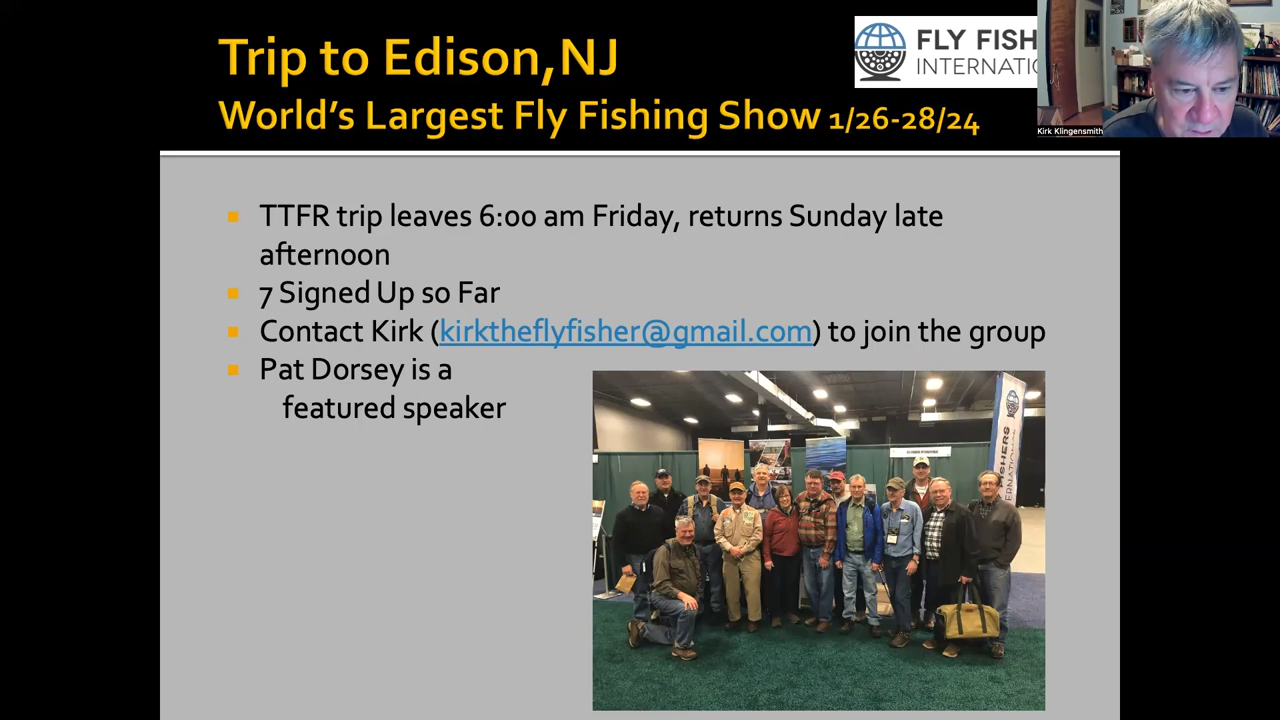 Trip to Edison, NJ
World's Largest Fly Fishing Show 1/26-28/24
FLY FISH
INTERNATIO
Kirk Klingensmith
TTFR trip leaves 6:00 am Friday, returns Sunday late
afternoon
7 Signed Up so Far
Contact Kirk (kirktheflyfisher@gmail.com) to join the group
Pat Dorsey is a
featured speaker